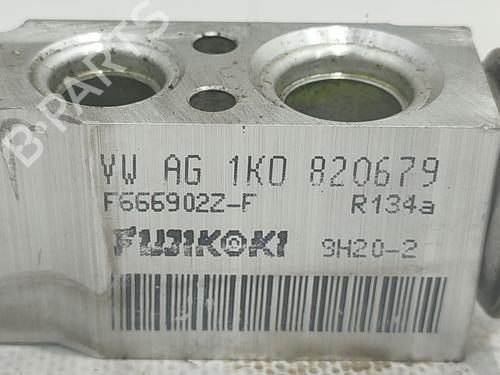 VW AG 1K0 820679
F666902Z-F R134a
FUJIKOKI 9H20-2
B-PARTS